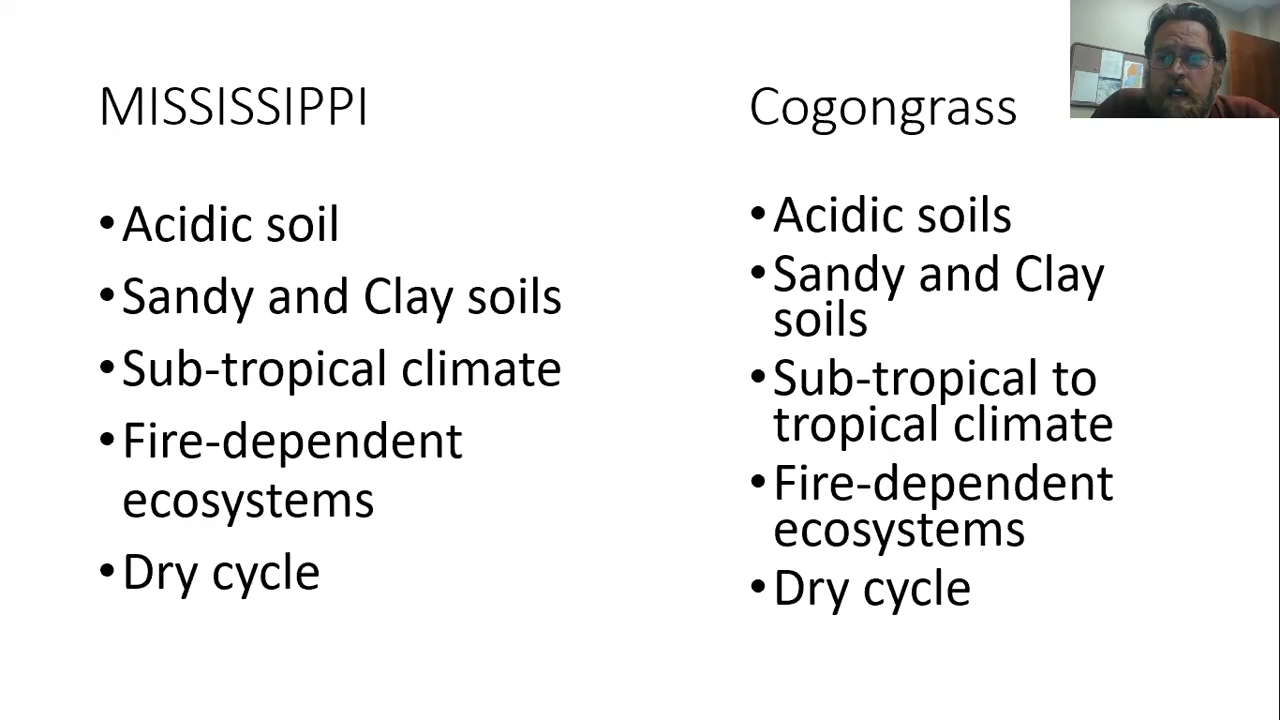 MISSISSIPPI
•Acidic soil
•Sandy and Clay soils
•Sub-tropical climate
•Fire-dependent
ecosystems
•Dry cycle
Cogongrass
•Acidic soils
•Sandy and Clay
soils
•Sub-tropical to
tropical climate
•Fire-dependent
ecosystems
•Dry cycle